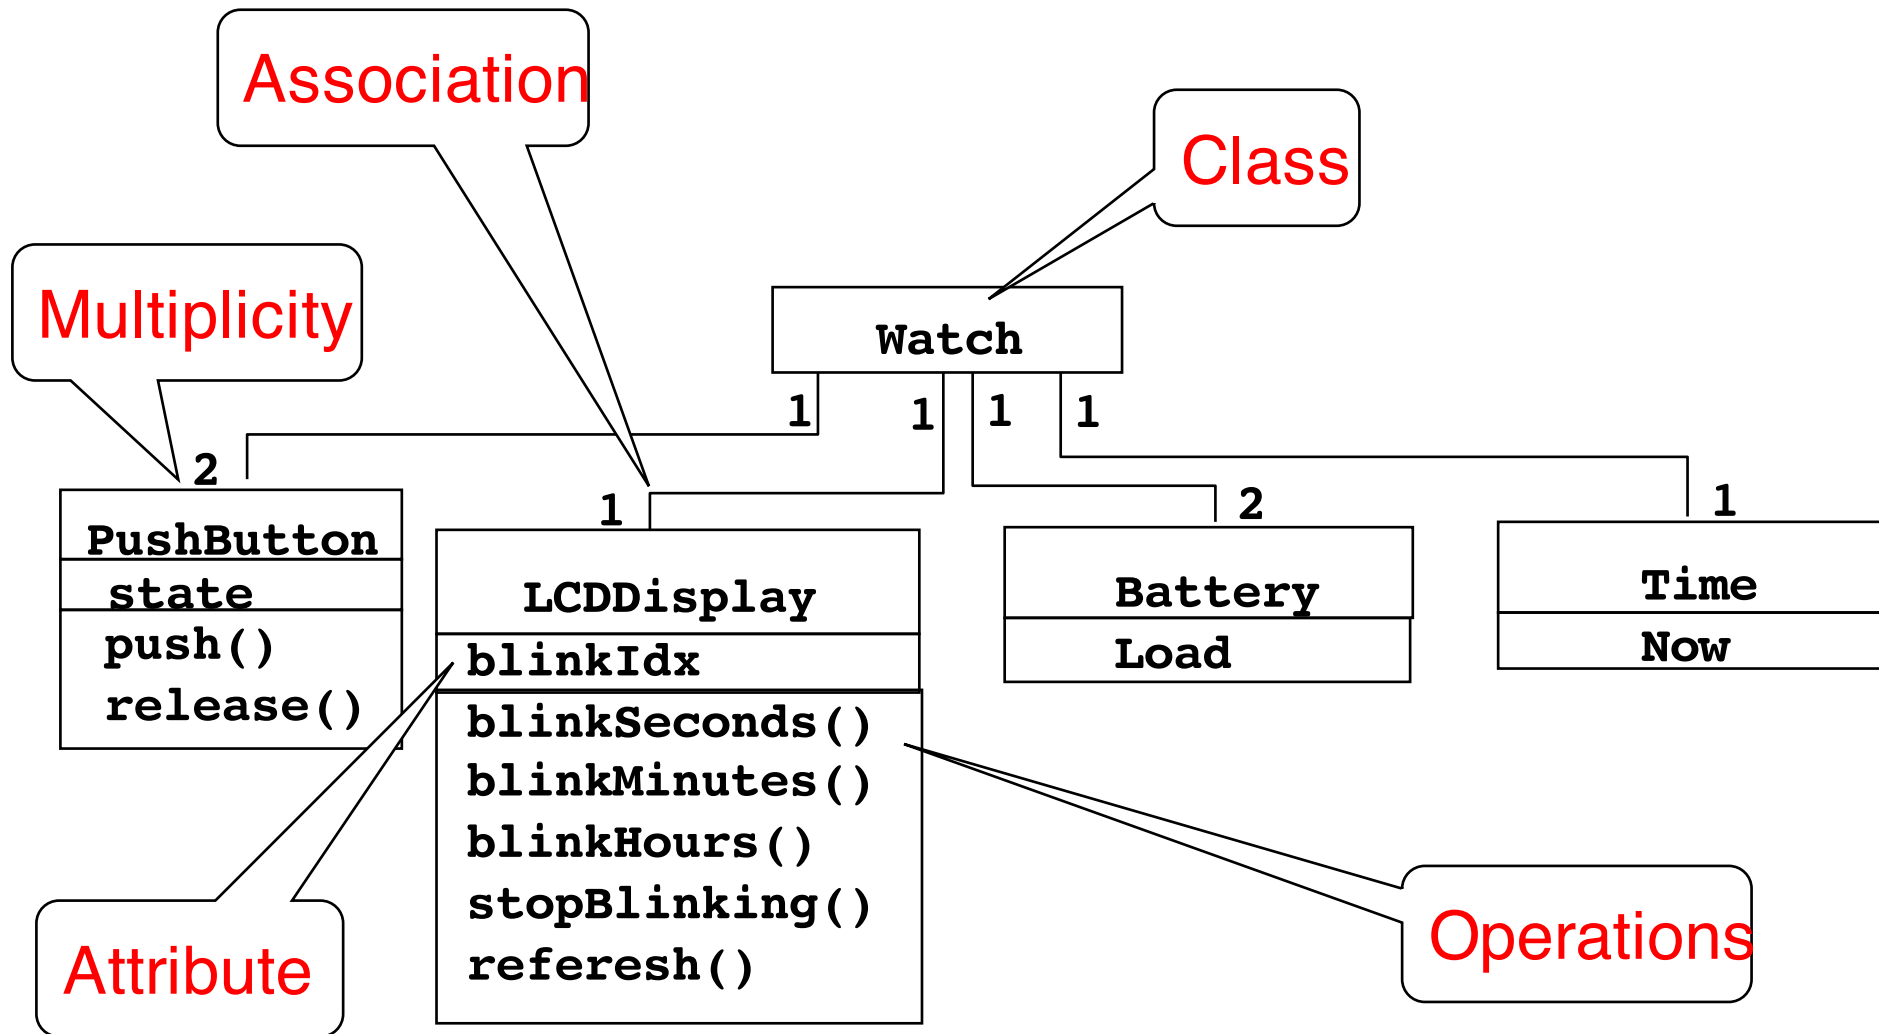 Association
Class
Multiplicity
Watch
1
1
1
1
2
1
2
1
PushButton
state
push()
release()
LCDDisplay
blinkIdx
blinkSeconds()
blinkMinutes()
blinkHours()
stopBlinking()
referesh()
Battery
Load
Time
Now
Attribute
Operations